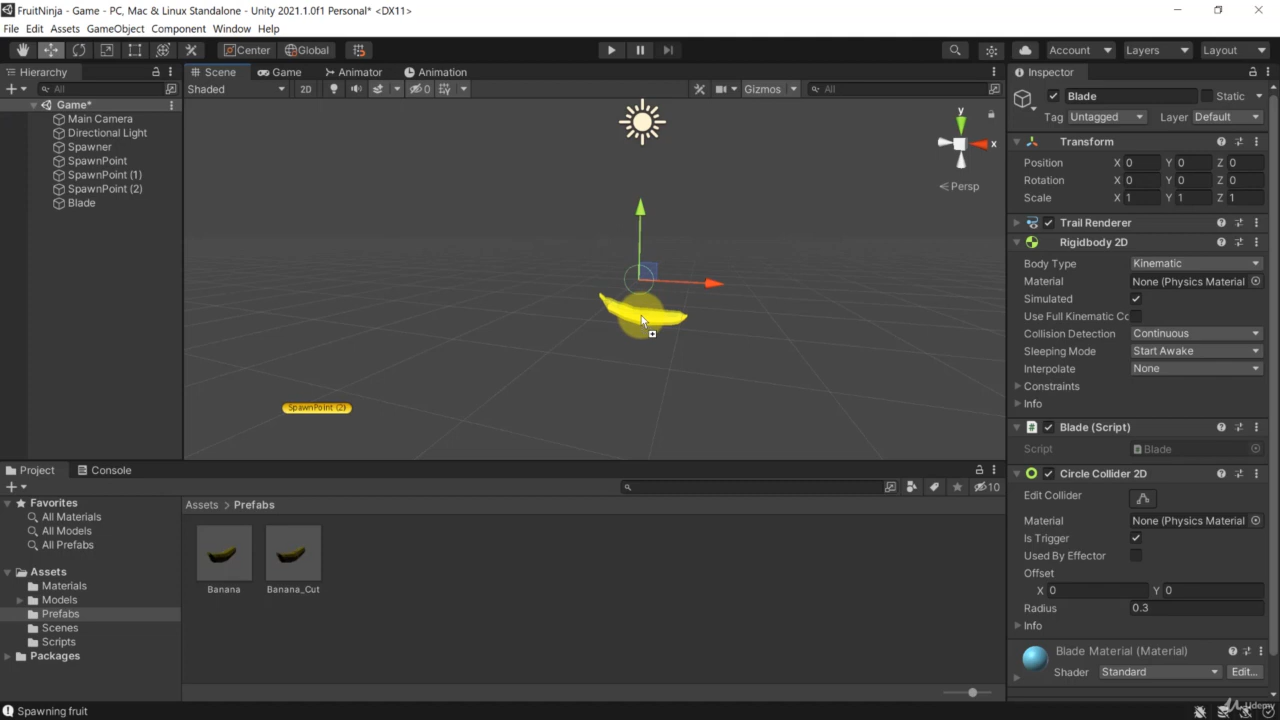 FruitNinja - Game - PC, Mac & Linux Standalone - Unity 2021.1.0f1 Personal* <DX11>
File Edit Assets GameObject Component Window Help
Center Global Account Layers Layout
Hierarchy
All
Game*
Main Camera
Directional Light
Spawner
SpawnPoint
SpawnPoint (1)
SpawnPoint (2)
Blade
Scene Game Animator Animation
Shaded 2D 0 Gizmos All
y
x
Persp
SpawnPoint (2)
Inspector
Blade Static
Tag Untagged Layer Default
Transform
Position X 0 Y 0 Z 0
Rotation X 0 Y 0 Z 0
Scale X 1 Y 1 Z 1
Trail Renderer
Rigidbody 2D
Body Type Kinematic
Material None (Physics Material
Simulated
Use Full Kinematic Co
Collision Detection Continuous
Sleeping Mode Start Awake
Interpolate None
Constraints
Info
Blade (Script)
Script Blade
Circle Collider 2D
Edit Collider
Material None (Physics Material
Is Trigger
Used By Effector
Offset
X 0 Y 0
Radius 0.3
Info
Blade Material (Material)
Shader Standard Edit...
Project Console
10
Favorites
All Materials
All Models
All Prefabs
Assets
Materials
Models
Prefabs
Scenes
Scripts
Packages
Assets > Prefabs
Banana Banana_Cut
Spawning fruit
Udemy